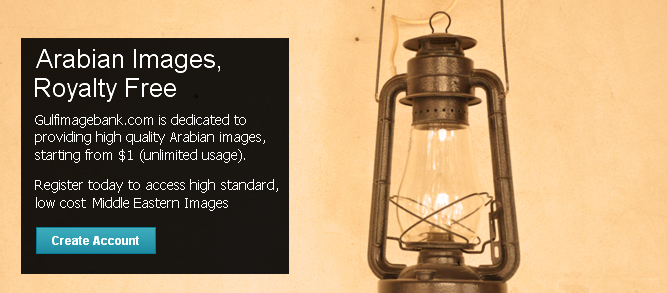 Arabian Images,
Royalty Free
Gulfimagebank.com is dedicated to
providing high quality Arabian images,
starting from $1 (unlimited usage).
Register today to access high standard,
low cost Middle Eastern Images
Create Account